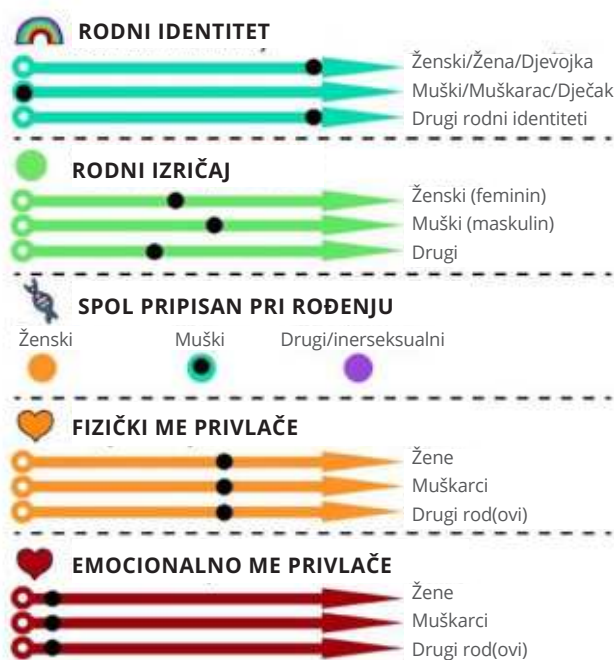 RODNI IDENTITET
Ženski/Žena/Djevojka
Muški/Muškarac/Dječak
Drugi rodni identiteti
RODNI IZRIČAJ
Ženski (feminin)
Muški (maskulin)
Drugi
SPOL PRIPISAN PRI ROĐENJU
Ženski Muški Drugi/inerseksualni
FIZIČKI ME PRIVLAČE
Žene
Muškarci
Drugi rod(ovi)
EMOCIONALNO ME PRIVLAČE
Žene
Muškarci
Drugi rod(ovi)